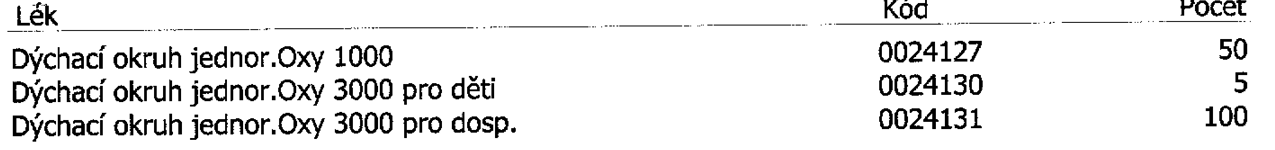 Lék Kód Počet
Dýchací okruh jednor.Oxy 1000 0024127 50
Dýchací okruh jednor.Oxy 3000 pro děti 0024130 5
Dýchací okruh jednor.Oxy 3000 pro dosp. 0024131 100